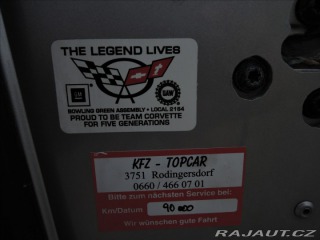 THE LEGEND LIVES
GM
UAW
BOWLING GREEN ASSEMBLY • LOCAL 2164
PROUD TO BE TEAM CORVETTE
FOR FIVE GENERATIONS
KFZ - TOPCAR
3751 Rodingersdorf
0660 / 466 07 01
Bitte zum nächsten Service bei:
Km/Datum 90 000
Wir wünschen gute Fahrt
RAJAUT.CZ